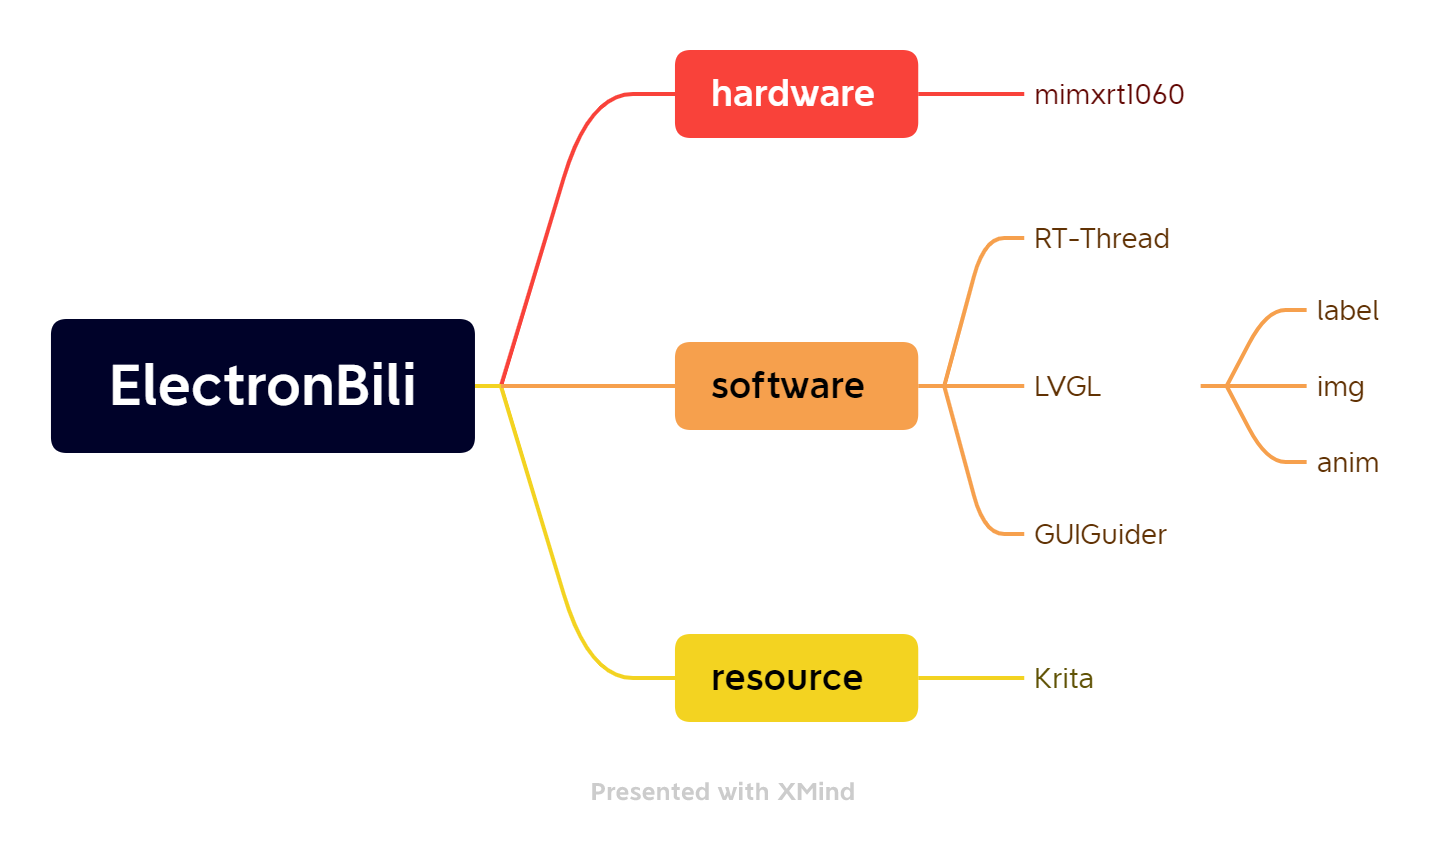 ElectronBili
hardware
mimxrt1060
software
RT-Thread
LVGL
label
img
anim
GUIGuider
resource
Krita
Presented with XMind